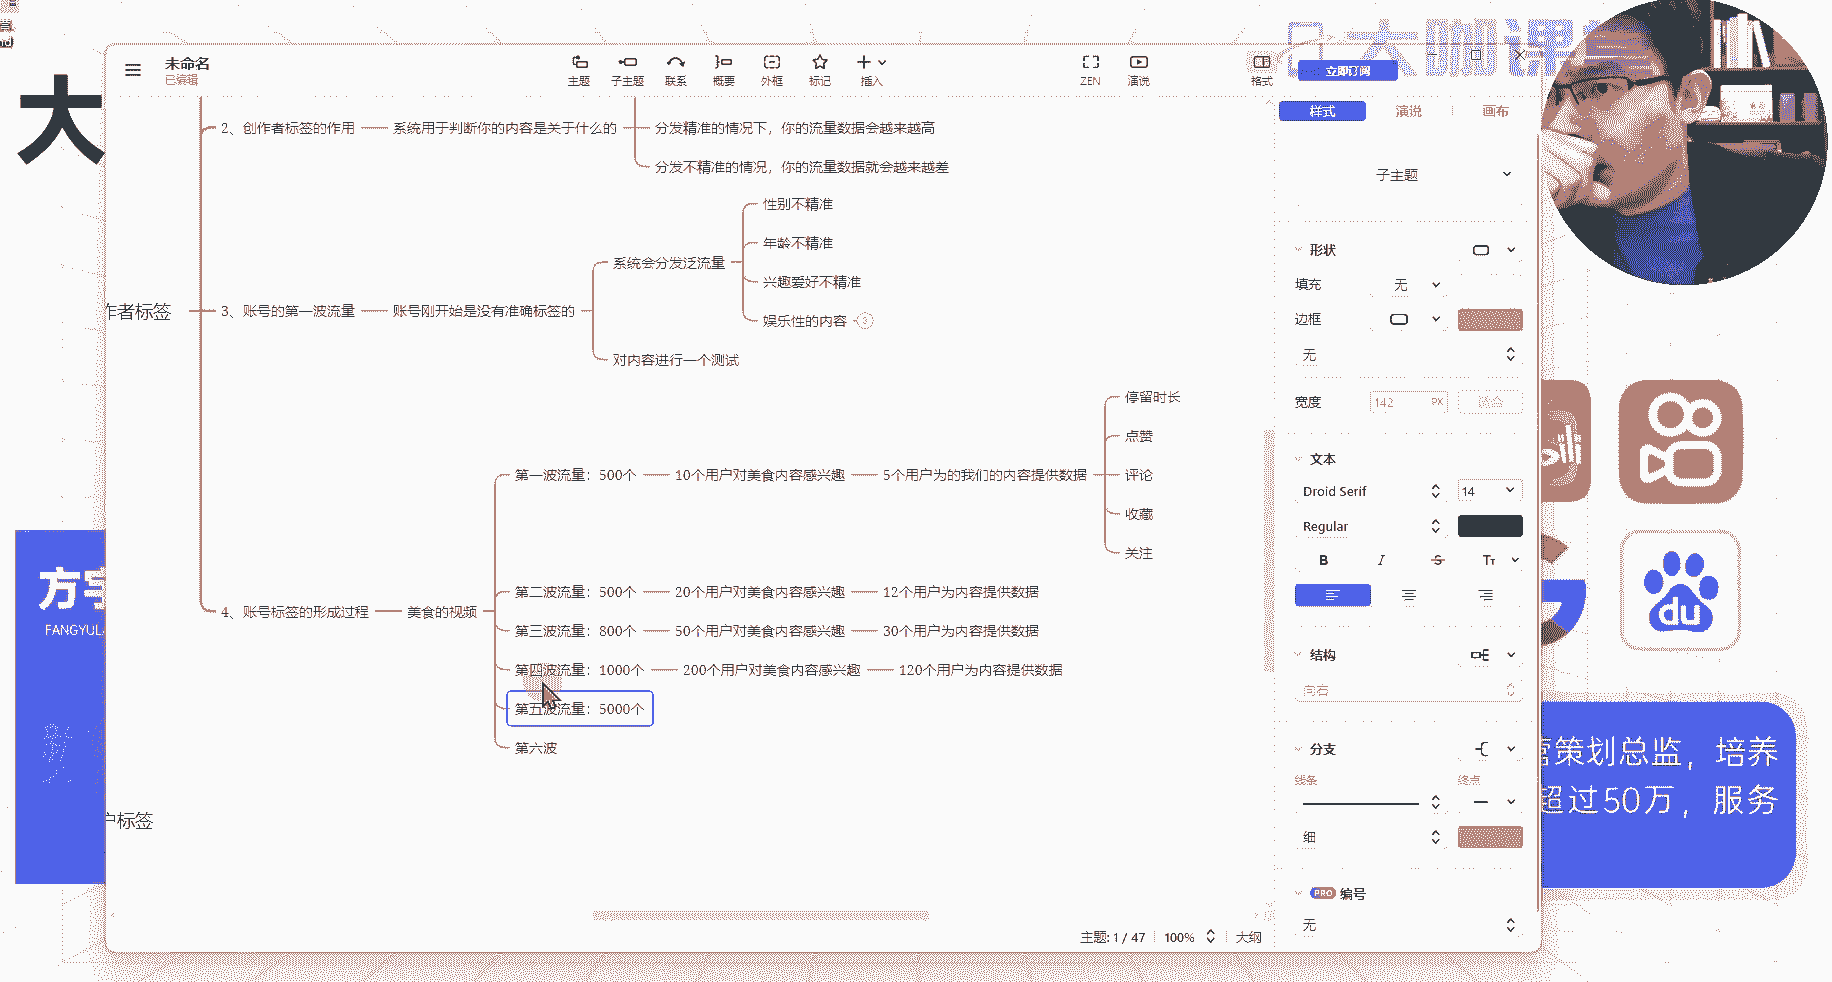 未命名
已编辑
主题
子主题
联系
概要
外框
标记
插入
ZEN
演说
格式
立即订阅
大聊课
大
样式
演说
画布
2、创作者标签的作用
系统用于判断你的内容是关于什么的
分发精准的情况下，你的流量数据会越来越高
分发不精准的情况，你的流量数据就会越来越差
作者标签
3、账号的第一波流量
账号刚开始是没有准确标签的
系统会分发泛流量
性别不精准
年龄不精准
兴趣爱好不精准
娱乐性的内容
3
对内容进行一个测试
4、账号标签的形成过程
美食的视频
第一波流量：500个
10个用户对美食内容感兴趣
5个用户为的我们的内容提供数据
停留时长
点赞
评论
收藏
关注
第二波流量：500个
20个用户对美食内容感兴趣
12个用户为内容提供数据
第三波流量：800个
50个用户对美食内容感兴趣
30个用户为内容提供数据
第四波流量：1000个
200个用户对美食内容感兴趣
120个用户为内容提供数据
第五波流量：5000个
第六波
户标签
子主题
形状
填充
无
边框
无
宽度
142
PX
文本
Droid Serif
14
Regular
B
I
S
Tт
结构
向右
分支
线条
终点
细
PRO
编号
无
主题: 1 / 47
100%
大纲
方宇
FANGYUL
du
营策划总监，培养
超过50万，服务